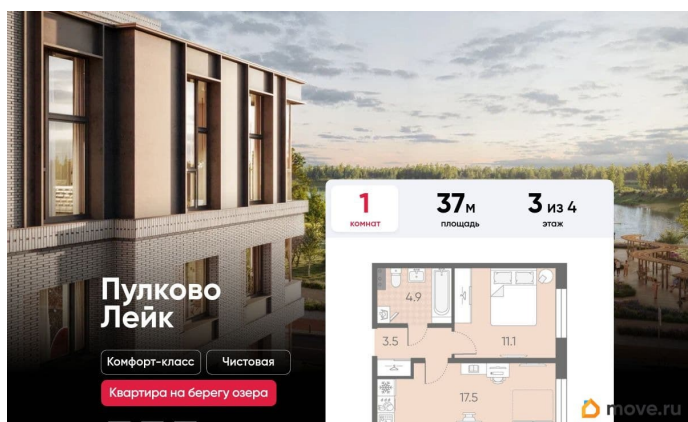 1
комнат
37м
площадь
3 из 4
этаж
Пулково
Лейк
Комфорт-класс
Чистовая
Квартира на берегу озера
4.9
3.5
11.1
17.5
move.ru